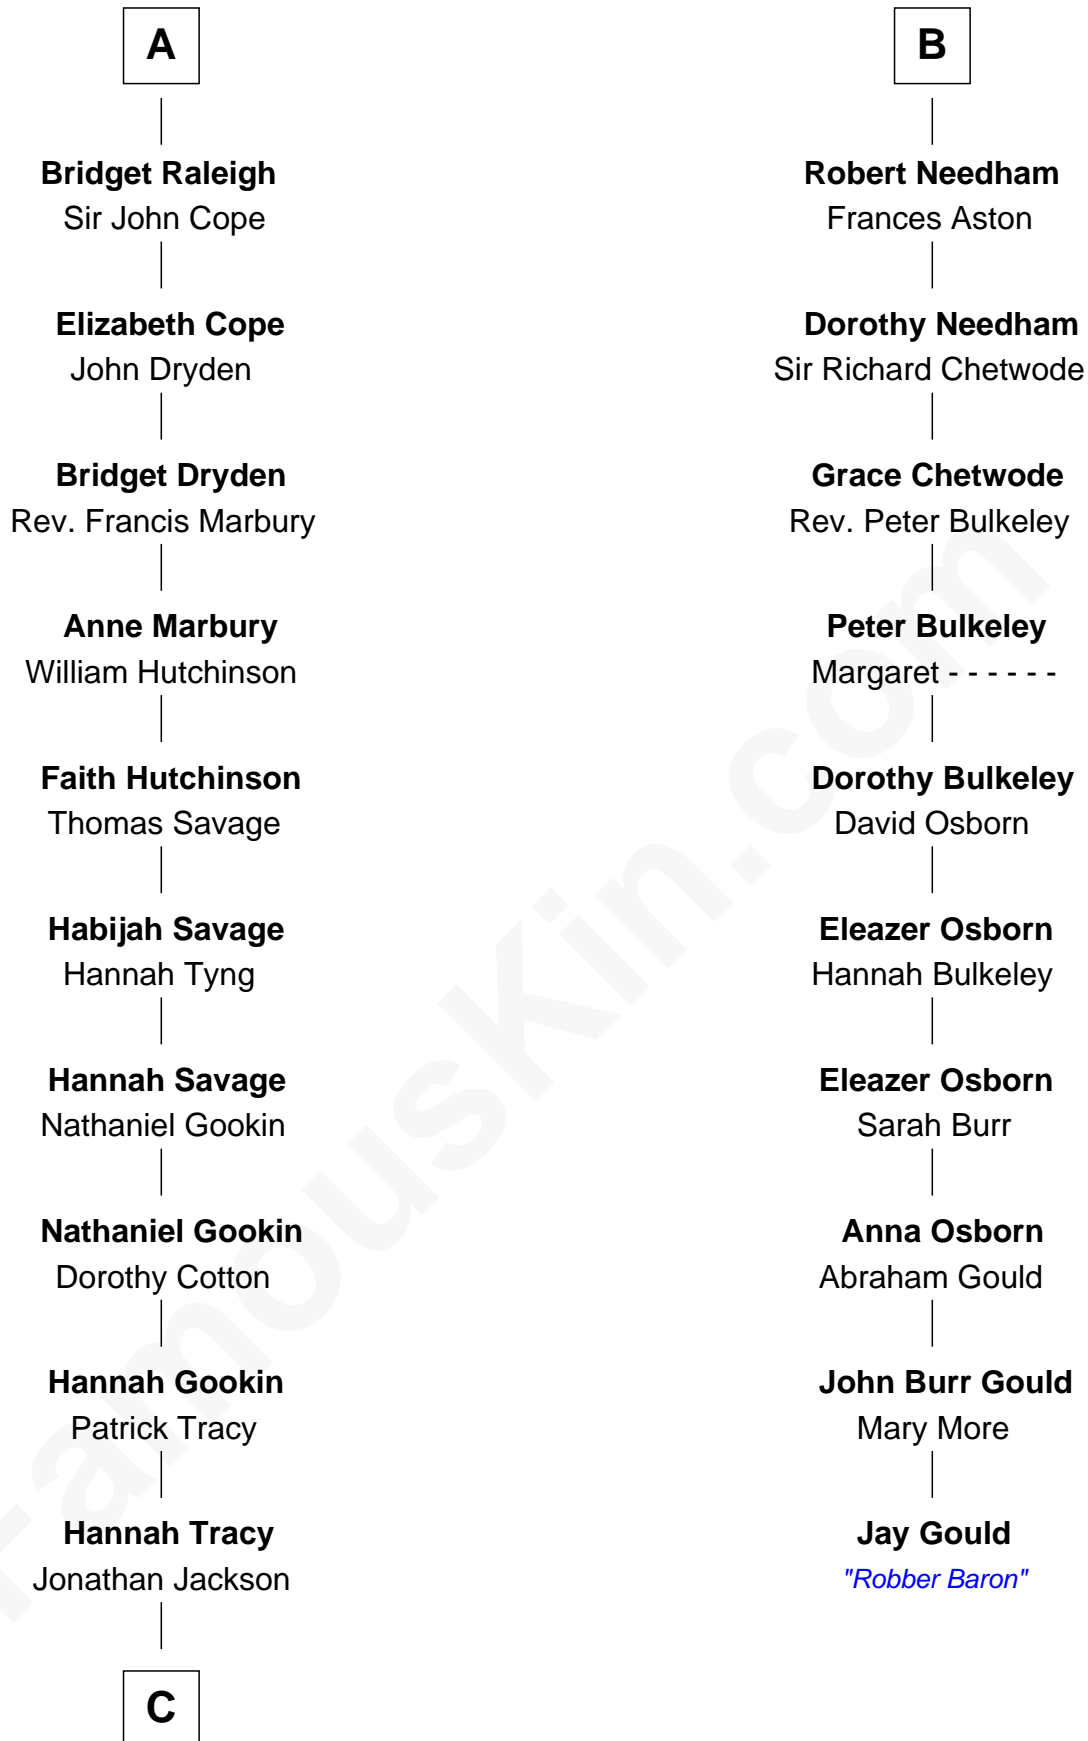 A
Bridget Raleigh
Sir John Cope
Elizabeth Cope
John Dryden
Bridget Dryden
Rev. Francis Marbury
Anne Marbury
William Hutchinson
Faith Hutchinson
Thomas Savage
Habijah Savage
Hannah Tyng
Hannah Savage
Nathaniel Gookin
Nathaniel Gookin
Dorothy Cotton
Hannah Gookin
Patrick Tracy
Hannah Tracy
Jonathan Jackson
C
B
Robert Needham
Frances Aston
Dorothy Needham
Sir Richard Chetwode
Grace Chetwode
Rev. Peter Bulkeley
Peter Bulkeley
Margaret - - - - - -
Dorothy Bulkeley
David Osborn
Eleazer Osborn
Hannah Bulkeley
Eleazer Osborn
Sarah Burr
Anna Osborn
Abraham Gould
John Burr Gould
Mary More
Jay Gould
"Robber Baron"
FamousKin.com